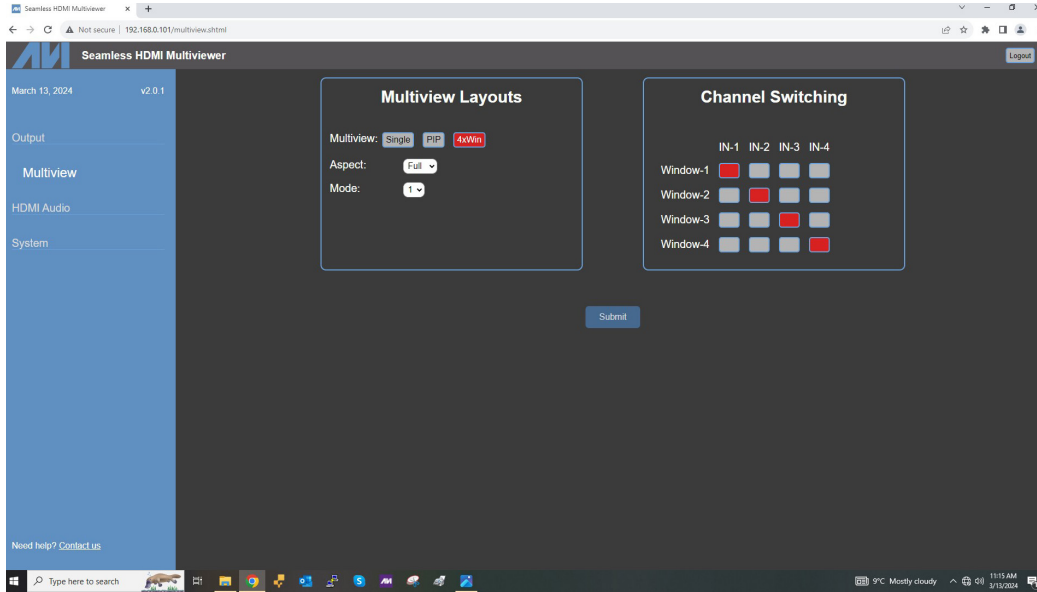 Seamless HDMI Multiviewer
Not secure | 192.168.0.101/multiview.shtml
AVI Seamless HDMI Multiviewer Logout
March 13, 2024 v2.0.1
Output
Multiview
HDMI Audio
System
Need help? Contact us
Multiview Layouts
Multiview: Single PIP 4xWin
Aspect: Full
Mode: 1
Channel Switching
IN-1 IN-2 IN-3 IN-4
Window-1
Window-2
Window-3
Window-4
Submit
Type here to search
9°C Mostly cloudy
11:15 AM
3/13/2024